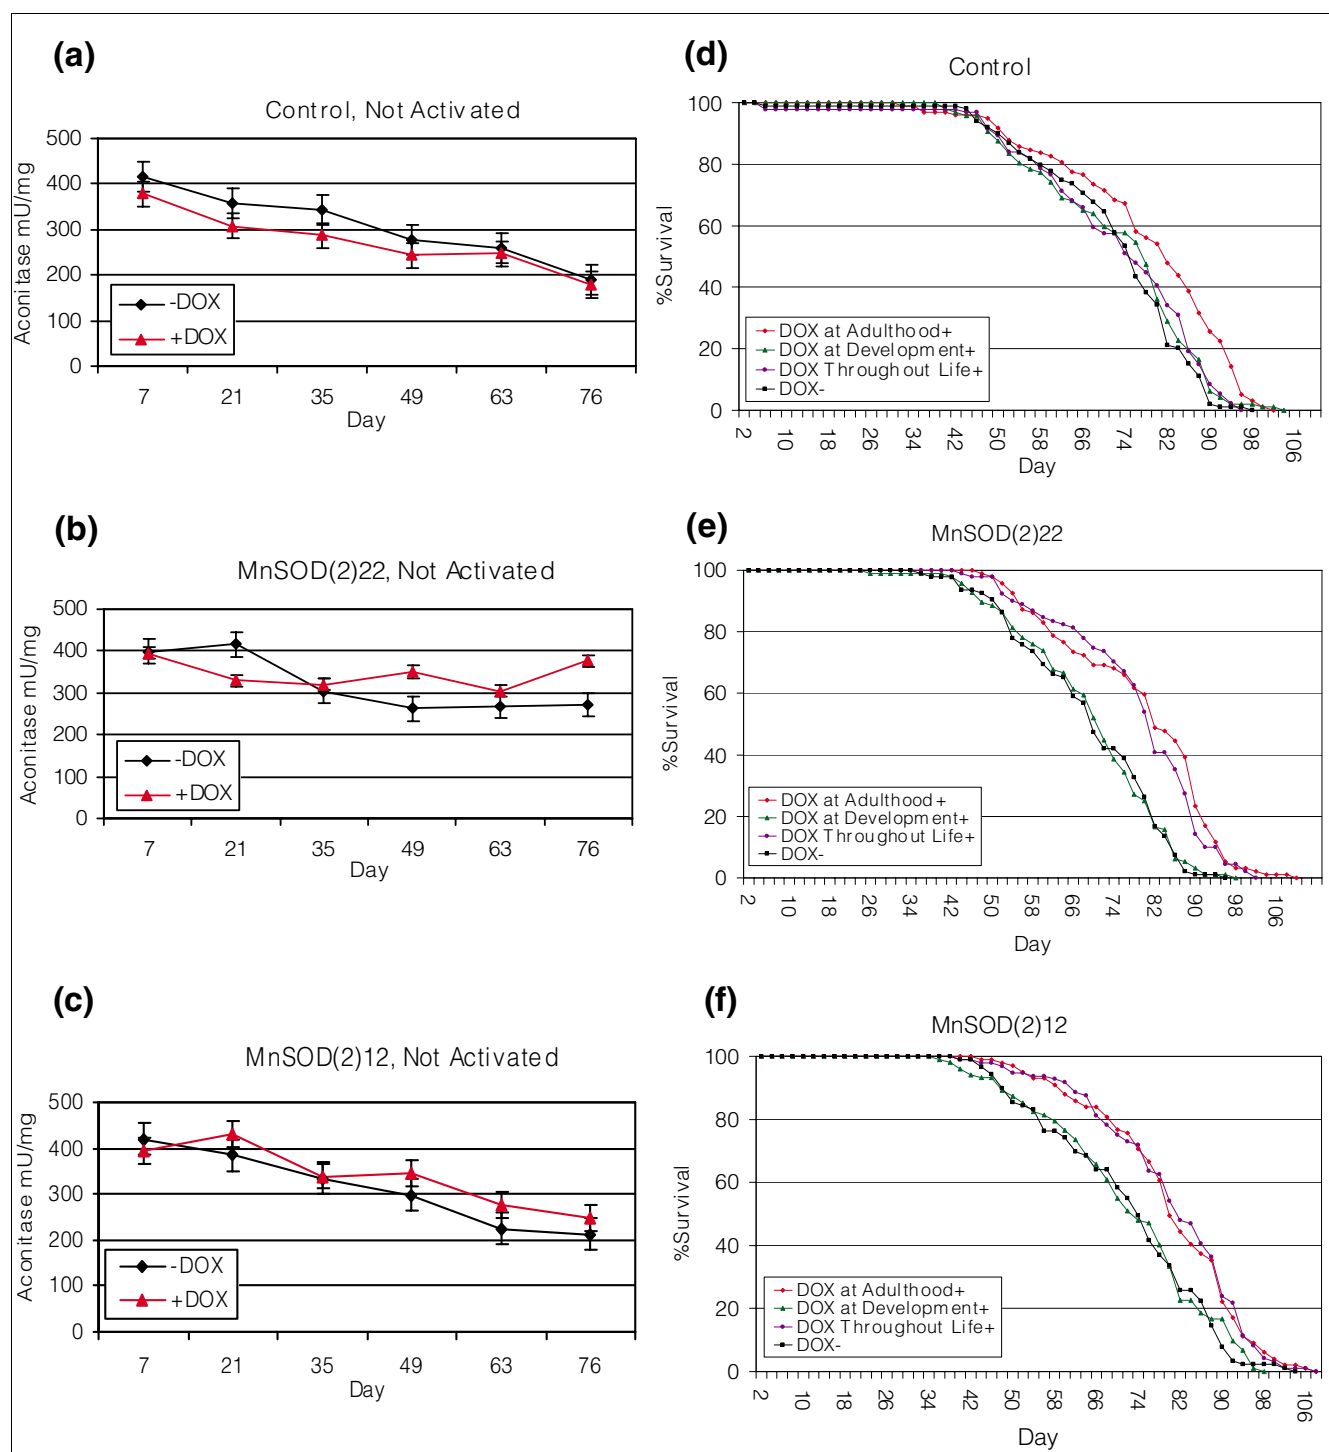 (a)
Control, Not Activated
Aconitase mU/mg
500
400
300
200
100
0
-DOX
+DOX
7 21 35 49 63 76
Day
(d)
Control
%Survival
100
80
60
40
20
0
DOX at Adulthood+
DOX at Development+
DOX Throughout Life+
DOX-
2 10 18 26 34 42 50 58 66 74 82 90 98 106
Day
(b)
MnSOD(2)22, Not Activated
Aconitase mU/mg
500
400
300
200
100
0
-DOX
+DOX
7 21 35 49 63 76
Day
(e)
MnSOD(2)22
%Survival
100
80
60
40
20
0
DOX at Adulthood+
DOX at Development+
DOX Throughout Life+
DOX-
2 10 18 26 34 42 50 58 66 74 82 90 98 106
Day
(c)
MnSOD(2)12, Not Activated
Aconitase mU/mg
500
400
300
200
100
0
-DOX
+DOX
7 21 35 49 63 76
Day
(f)
MnSOD(2)12
%Survival
100
80
60
40
20
0
DOX at Adulthood+
DOX at Development+
DOX Throughout Life+
DOX-
2 10 18 26 34 42 50 58 66 74 82 90 98 106
Day